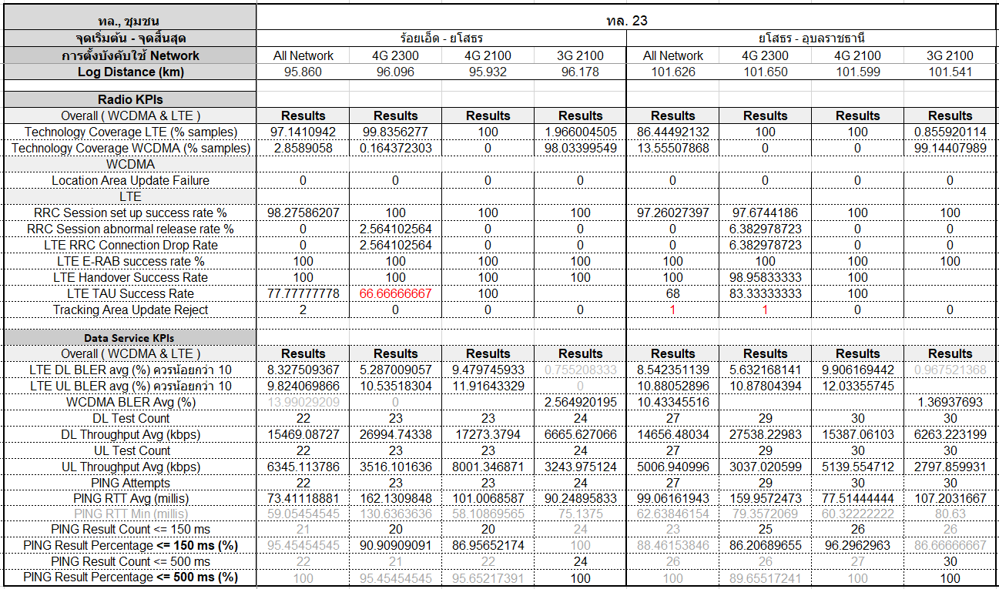 ทล., ชุมชน ทล. 23
จุดเริ่มต้น - จุดสิ้นสุด ร้อยเอ็ด - ยโสธร ยโสธร - อุบลราชธานี
การตั้งบังคับใช้ Network All Network 4G 2300 4G 2100 3G 2100 All Network 4G 2300 4G 2100 3G 2100
Log Distance (km) 95.860 96.096 95.932 96.178 101.626 101.650 101.599 101.541
Radio KPIs
Overall ( WCDMA & LTE ) Results Results Results Results Results Results Results Results
Technology Coverage LTE (% samples) 97.1410942 99.8356277 100 1.966004505 86.44492132 100 100 0.855920114
Technology Coverage WCDMA (% samples) 2.8589058 0.164372303 0 98.03399549 13.55507868 0 0 99.14407989
WCDMA
Location Area Update Failure 0 0 0 0 0 0 0 0
LTE
RRC Session set up success rate % 98.27586207 100 100 100 97.26027397 97.6744186 100 100
RRC Session abnormal release rate % 0 2.564102564 0 0 0 6.382978723 0 0
LTE RRC Connection Drop Rate 0 2.564102564 0 0 0 6.382978723 0 0
LTE E-RAB success rate % 100 100 100 100 100 100 100 100
LTE Handover Success Rate 100 100 100 100 100 98.95833333 100
LTE TAU Success Rate 77.77777778 66.66666667 100 68 83.33333333 100
Tracking Area Update Reject 2 0 0 0 1 1 0 0
Data Service KPIs
Overall ( WCDMA & LTE ) Results Results Results Results Results Results Results Results
LTE DL BLER avg (%) ควรน้อยกว่า 10 8.327509367 5.287009057 9.479745933 0.755208333 8.542351139 5.632168141 9.906169442 0.967521368
LTE UL BLER avg (%) ควรน้อยกว่า 10 9.824069866 10.53518304 11.91643329 0 10.88052896 10.87804394 12.03355745
WCDMA BLER Avg (%) 13.99029209 0 2.564920195 10.43345516 1.36937693
DL Test Count 22 23 23 24 27 29 30 30
DL Throughput Avg (kbps) 15469.08727 26994.74338 17273.3794 6665.627066 14656.48034 27538.22983 15387.06103 6263.223199
UL Test Count 22 23 23 24 27 29 30 30
UL Throughput Avg (kbps) 6345.113786 3516.101636 8001.346871 3243.975124 5006.940996 3037.020599 5139.554712 2797.859931
PING Attempts 22 23 23 24 27 29 30 30
PING RTT Avg (millis) 73.41118881 162.1309848 101.0068587 90.24895833 99.06161943 159.9572473 77.51444444 107.2031667
PING RTT Min (millis) 59.05454545 130.6363636 58.10869565 75.1375 62.63846154 79.3572069 60.32222222 80.63
PING Result Count <= 150 ms 21 20 20 24 23 25 26 26
PING Result Percentage <= 150 ms (%) 95.45454545 90.90909091 86.95652174 100 88.46153846 86.20689655 96.2962963 86.66666667
PING Result Count <= 500 ms 22 21 22 24 26 26 27 30
PING Result Percentage <= 500 ms (%) 100 95.45454545 95.65217391 100 100 89.65517241 100 100